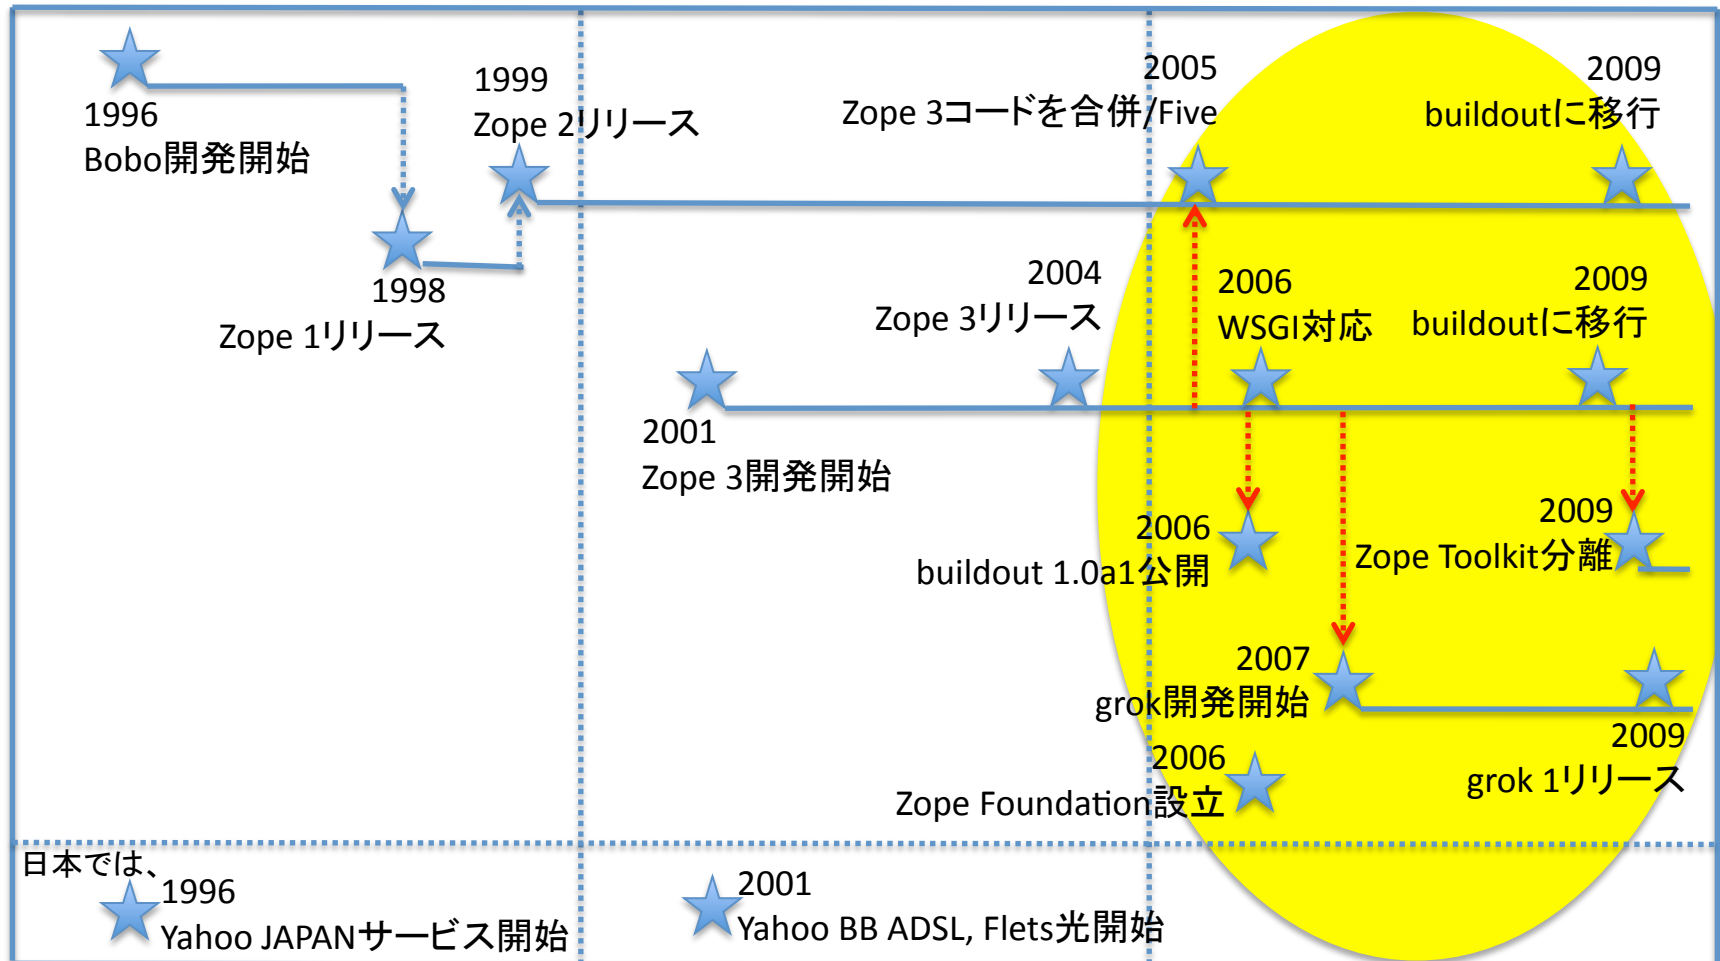 1996
Bobo開発開始
1999
Zope 2リリース
1998
Zope 1リリース
2005
Zope 3コードを合併/Five
2009
buildoutに移行
2001
Zope 3開発開始
2004
Zope 3リリース
2006
WSGI対応
2009
buildoutに移行
2006
buildout 1.0a1公開
2009
Zope Toolkit分離
2007
grok開発開始
2009
grok 1リリース
2006
Zope Foundation設立
日本では、
1996
Yahoo JAPANサービス開始
2001
Yahoo BB ADSL, Flets光開始